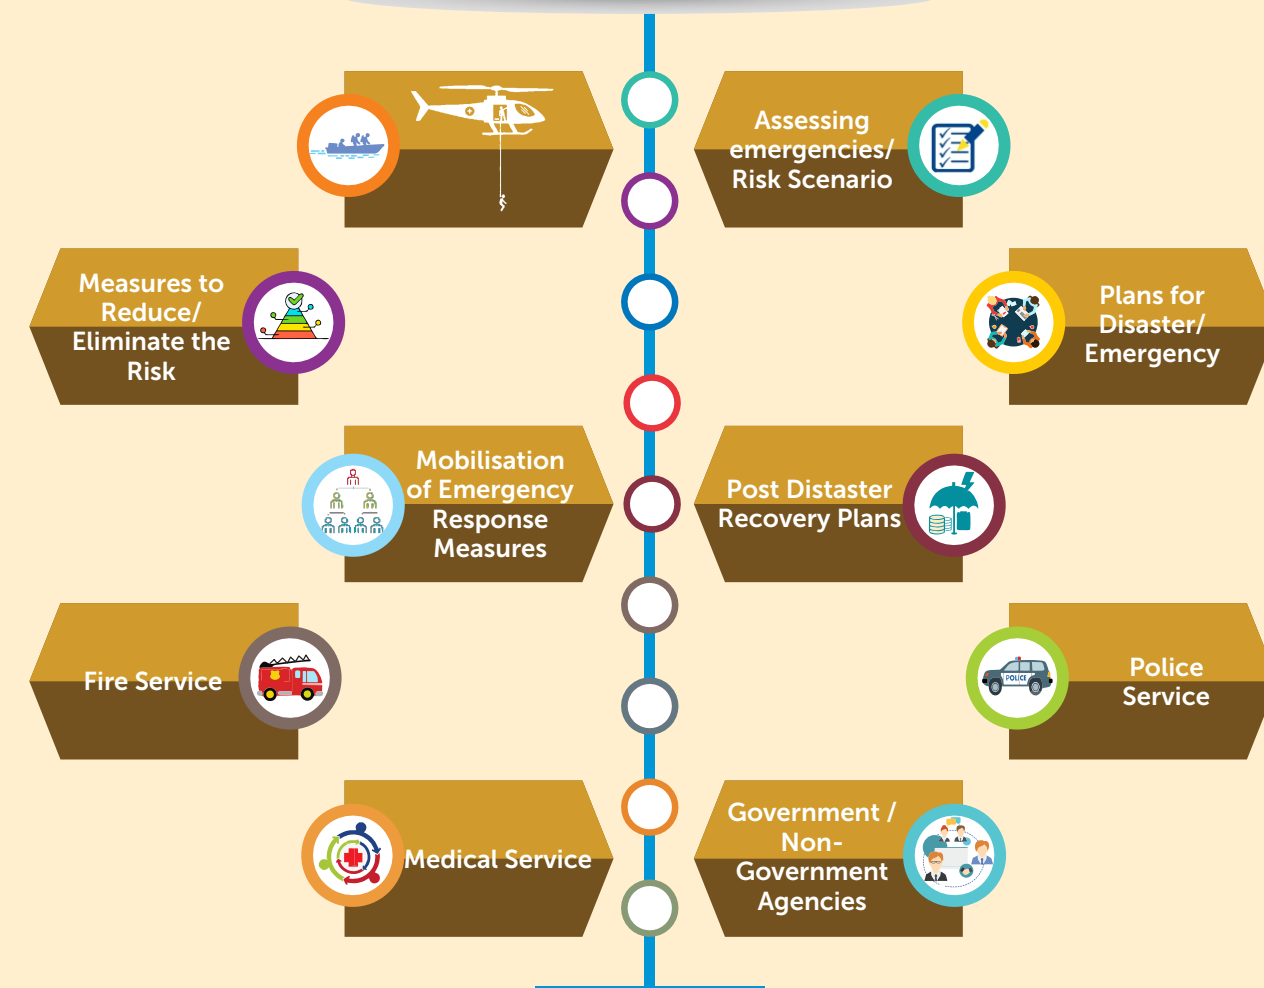 Assessing
emergencies/
Risk Scenario
Measures to
Reduce/
Eliminate the
Risk
Plans for
Disaster/
Emergency
Mobilisation
of Emergency
Response
Measures
Post Distaster
Recovery Plans
Fire Service
POLICE
Police
Service
Medical Service
Government /
Non-
Government
Agencies